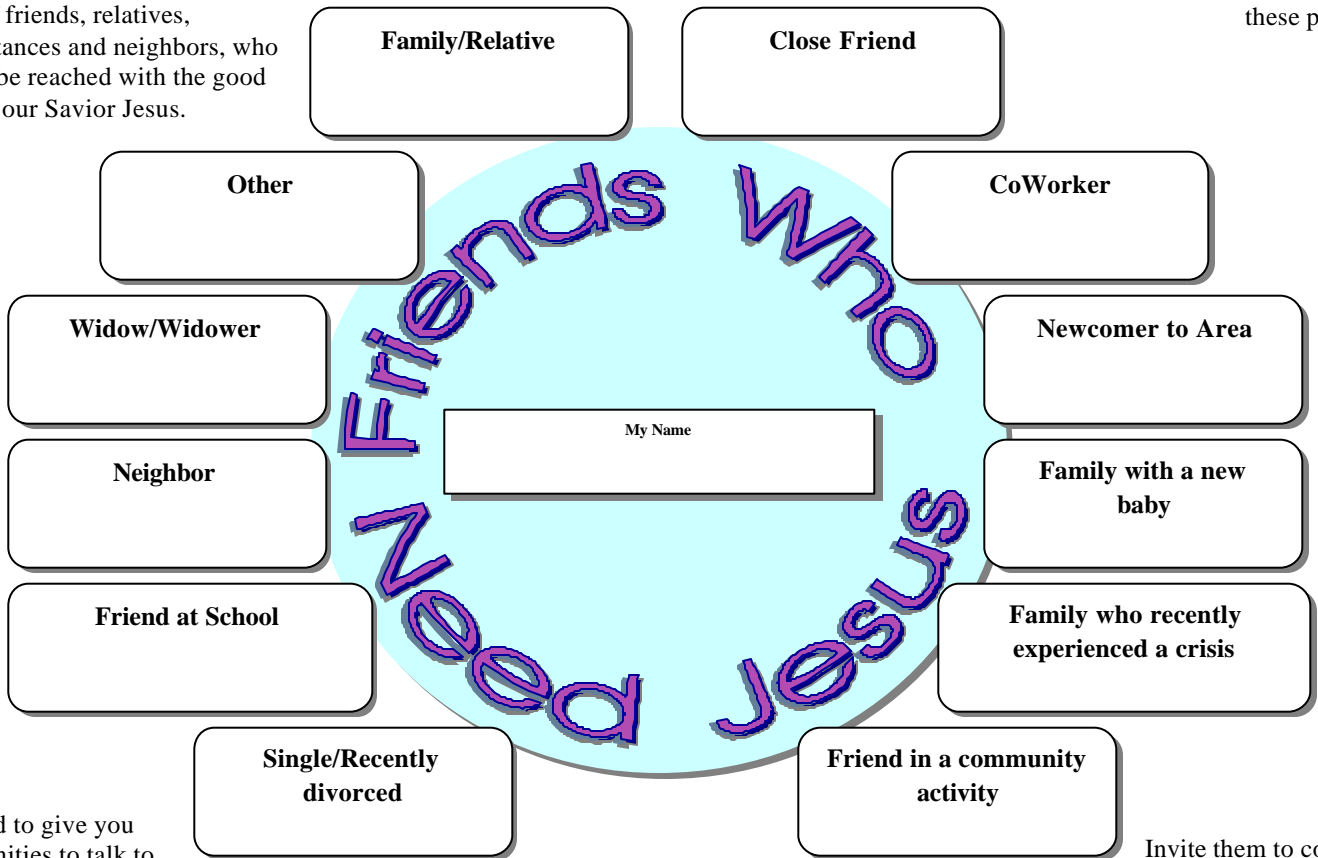 friends, relatives,
and neighbors, who
be reached with the good
our Savior Jesus.
these
Family/Relative
Close Friend
Other
CoWorker
Widow/Widower
Newcomer to Area
Neighbor
Family with a new
baby
Friend at School
Family who recently
experienced a crisis
Single/Recently
divorced
Friend in a community
activity
Friends Who
Need Jesus
My Name
to give you
to talk to
Invite them to